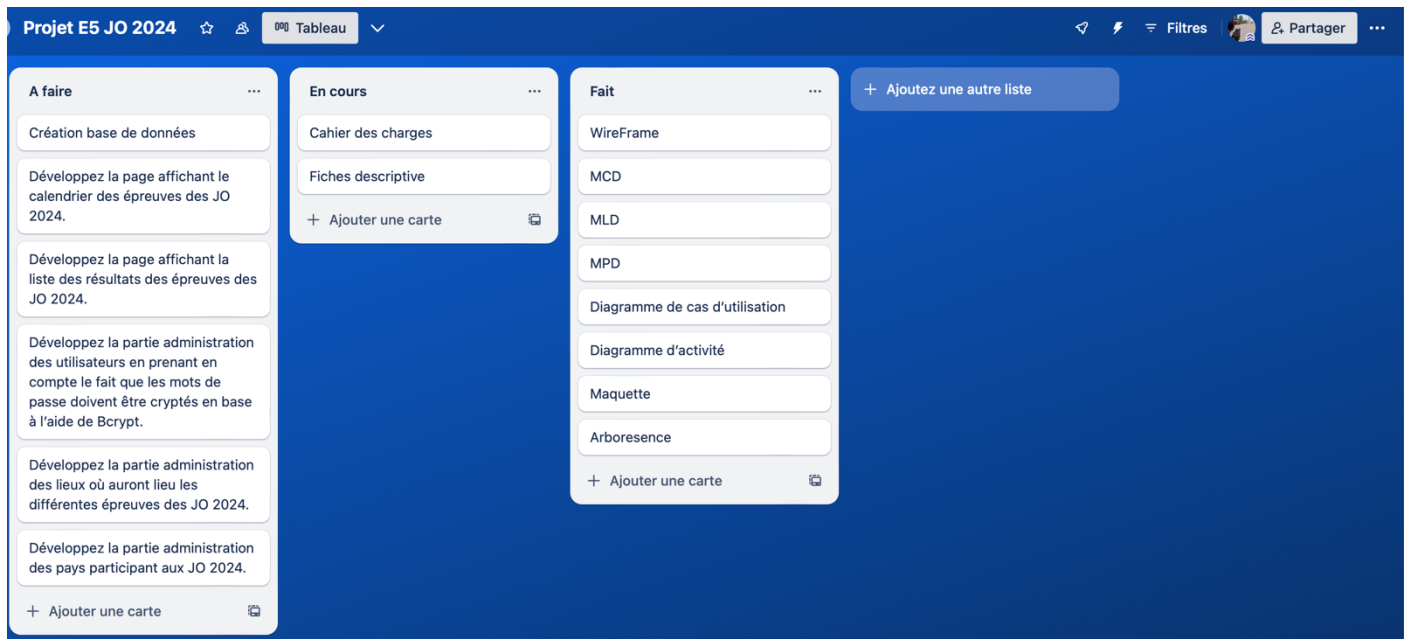 Projet E5 JO 2024
Tableau
Filtres
Partager
A faire
Création base de données
Développez la page affichant le
calendrier des épreuves des JO
2024.
Développez la page affichant la
liste des résultats des épreuves des
JO 2024.
Développez la partie administration
des utilisateurs en prenant en
compte le fait que les mots de
passe doivent être cryptés en base
à l'aide de Bcrypt.
Développez la partie administration
des lieux où auront lieu les
différentes épreuves des JO 2024.
Développez la partie administration
des pays participant aux JO 2024.
Ajouter une carte
En cours
Cahier des charges
Fiches descriptive
Ajouter une carte
Fait
WireFrame
MCD
MLD
MPD
Diagramme de cas d'utilisation
Diagramme d'activité
Maquette
Arboresence
Ajouter une carte
Ajoutez une autre liste